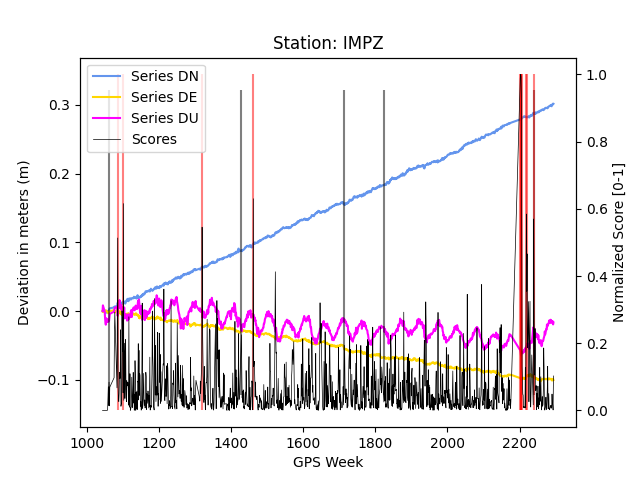 Station: IMPZ
Series DN
Series DE
Series DU
Scores
Deviation in meters (m)
0.3
0.2
0.1
0.0
−0.1
1.0
0.8
0.6
0.4
0.2
0.0
Normalized Score [0-1]
1000 1200 1400 1600 1800 2000 2200
GPS Week